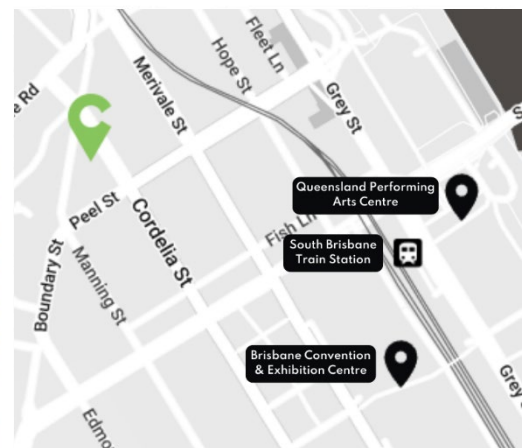 Fleet Ln
Hope St
Merivale St
Grey St
e Rd
Queensland Performing
Arts Centre
Peel St
Fish Ln
South Brisbane
Train Station
Cordelia St
Boundary St
Manning St
Brisbane Convention
& Exhibition Centre
Grey S
Edmo